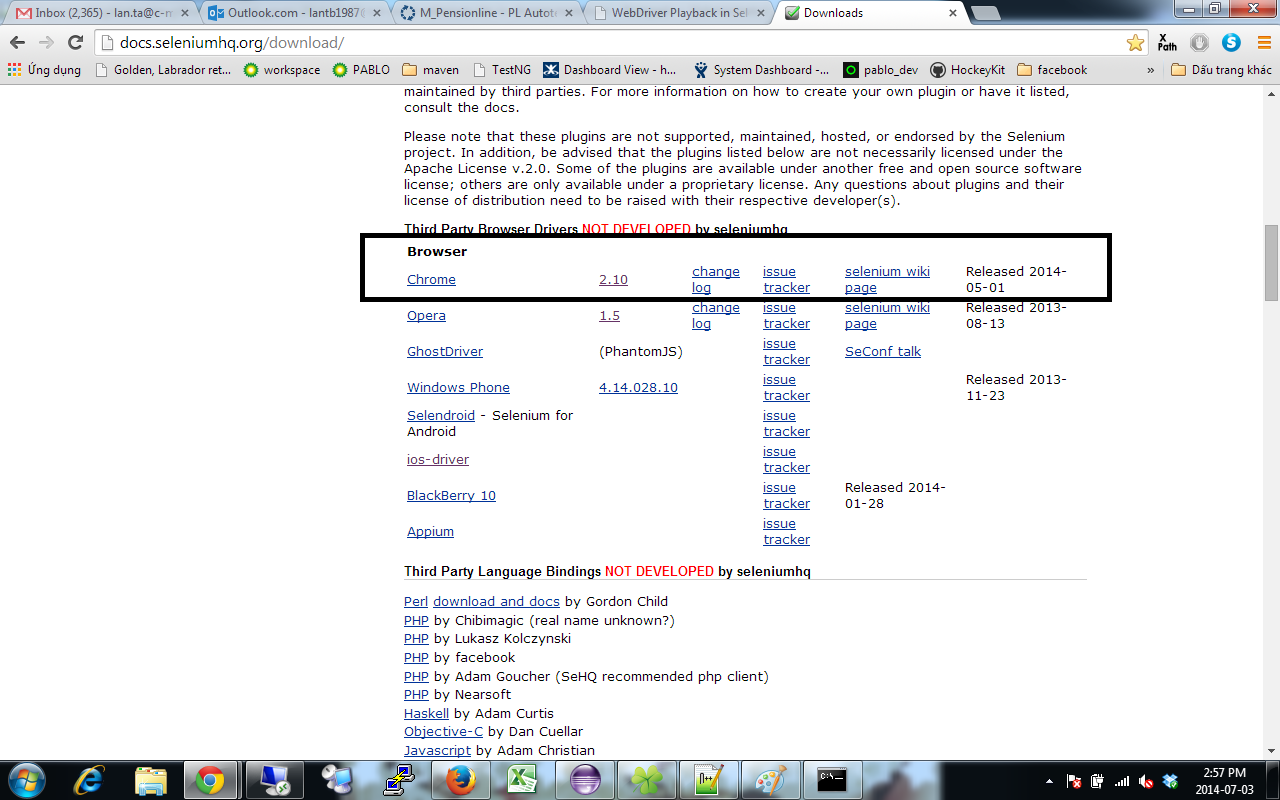 Inbox (2,365) - lan.ta@c-m
Outlook.com - lantb1987@
M_Pensionline - PL Autot
WebDriver Playback in Sel
Downloads
docs.seleniumhq.org/download/
X Path
Ứng dụng
Golden, Labrador ret...
workspace
PABLO
maven
TestNG
Dashboard View - h...
System Dashboard -...
pablo_dev
HockeyKit
facebook
»
Dấu trang khác
maintained by third parties. For more information on how to create your own plugin or have it listed,
consult the docs.
Please note that these plugins are not supported, maintained, hosted, or endorsed by the Selenium
project. In addition, be advised that the plugins listed below are not necessarily licensed under the
Apache License v.2.0. Some of the plugins are available under another free and open source software
license; others are only available under a proprietary license. Any questions about plugins and their
license of distribution need to be raised with their respective developer(s).
Third Party Browser Drivers NOT DEVELOPED by seleniumhq
Browser
Chrome 2.10 change log issue tracker selenium wiki page Released 2014-05-01
Opera 1.5 change log issue tracker selenium wiki page Released 2013-08-13
GhostDriver (PhantomJS) issue tracker SeConf talk
Windows Phone 4.14.028.10 issue tracker Released 2013-11-23
Selendroid - Selenium for Android issue tracker
ios-driver issue tracker
BlackBerry 10 issue tracker Released 2014-01-28
Appium issue tracker
Third Party Language Bindings NOT DEVELOPED by seleniumhq
Perl download and docs by Gordon Child
PHP by Chibimagic (real name unknown?)
PHP by Lukasz Kolczynski
PHP by facebook
PHP by Adam Goucher (SeHQ recommended php client)
PHP by Nearsoft
Haskell by Adam Curtis
Objective-C by Dan Cuellar
Javascript by Adam Christian
2:57 PM
2014-07-03